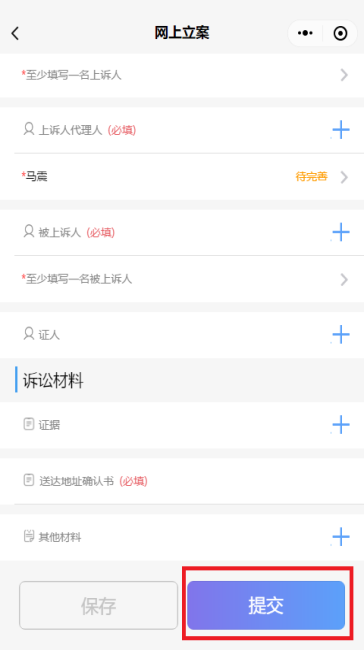 网上立案
*至少填写一名上诉人
上诉人代理人 (必填)
*马震 待完善
被上诉人 (必填)
*至少填写一名被上诉人
证人
诉讼材料
证据
送达地址确认书 (必填)
其他材料
保存 提交